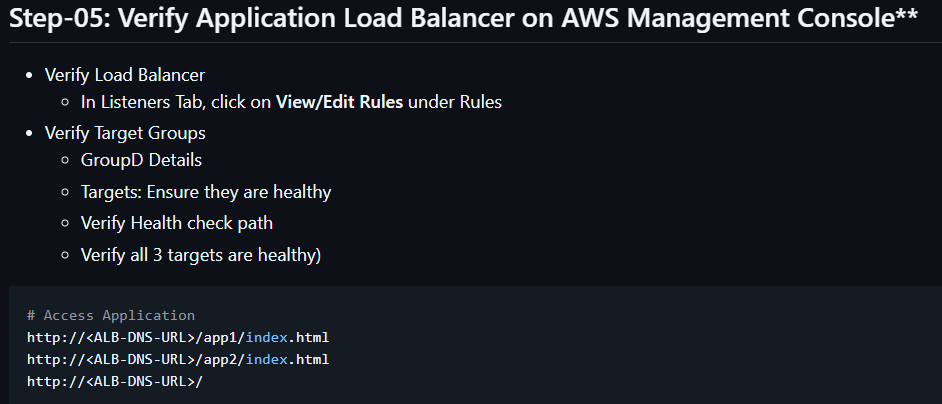 Step-05: Verify Application Load Balancer on AWS Management Console**
Verify Load Balancer
In Listeners Tab, click on View/Edit Rules under Rules
Verify Target Groups
GroupD Details
Targets: Ensure they are healthy
Verify Health check path
Verify all 3 targets are healthy)
# Access Application
http://<ALB-DNS-URL>/app1/index.html
http://<ALB-DNS-URL>/app2/index.html
http://<ALB-DNS-URL>/